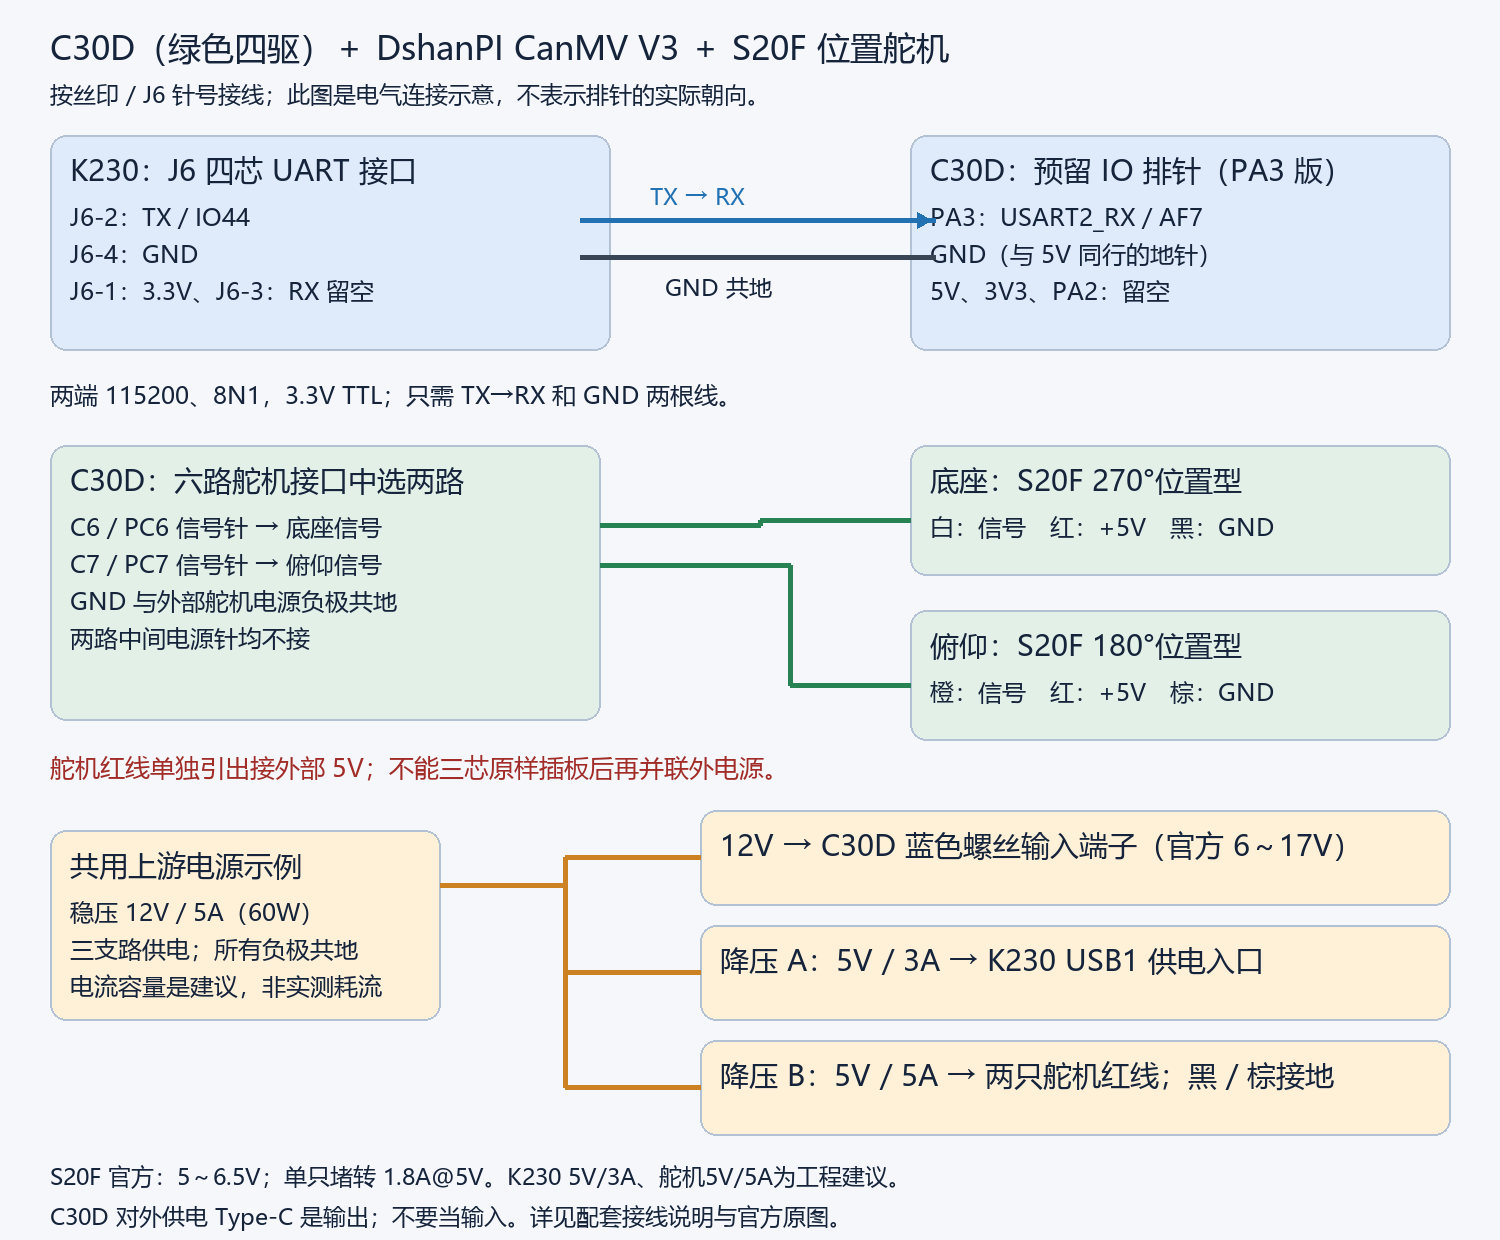 C30D（绿色四驱） + DshanPI CanMV V3 + S20F 位置舵机
按丝印 / J6 针号接线；此图是电气连接示意，不表示排针的实际朝向。
K230：J6 四芯 UART 接口
J6-2：TX / IO44
J6-4：GND
J6-1：3.3V、J6-3：RX 留空
TX → RX
GND 共地
C30D：预留 IO 排针（PA3 版）
PA3：USART2_RX / AF7
GND（与 5V 同行的地针）
5V、3V3、PA2：留空
两端 115200、8N1，3.3V TTL；只需 TX→RX 和 GND 两根线。
C30D：六路舵机接口中选两路
C6 / PC6 信号针 → 底座信号
C7 / PC7 信号针 → 俯仰信号
GND 与外部舵机电源负极共地
两路中间电源针均不接
底座：S20F 270°位置型
白：信号 红：+5V 黑：GND
俯仰：S20F 180°位置型
橙：信号 红：+5V 棕：GND
舵机红线单独引出接外部 5V；不能三芯原样插板后再并联外电源。
共用上游电源示例
稳压 12V / 5A（60W）
三支路供电；所有负极共地
电流容量是建议，非实测耗流
12V → C30D 蓝色螺丝输入端子（官方 6～17V）
降压 A：5V / 3A → K230 USB1 供电入口
降压 B：5V / 5A → 两只舵机红线；黑 / 棕接地
S20F 官方：5～6.5V；单只堵转 1.8A@5V。K230 5V/3A、舵机5V/5A为工程建议。
C30D 对外供电 Type-C 是输出；不要当输入。详见配套接线说明与官方原图。